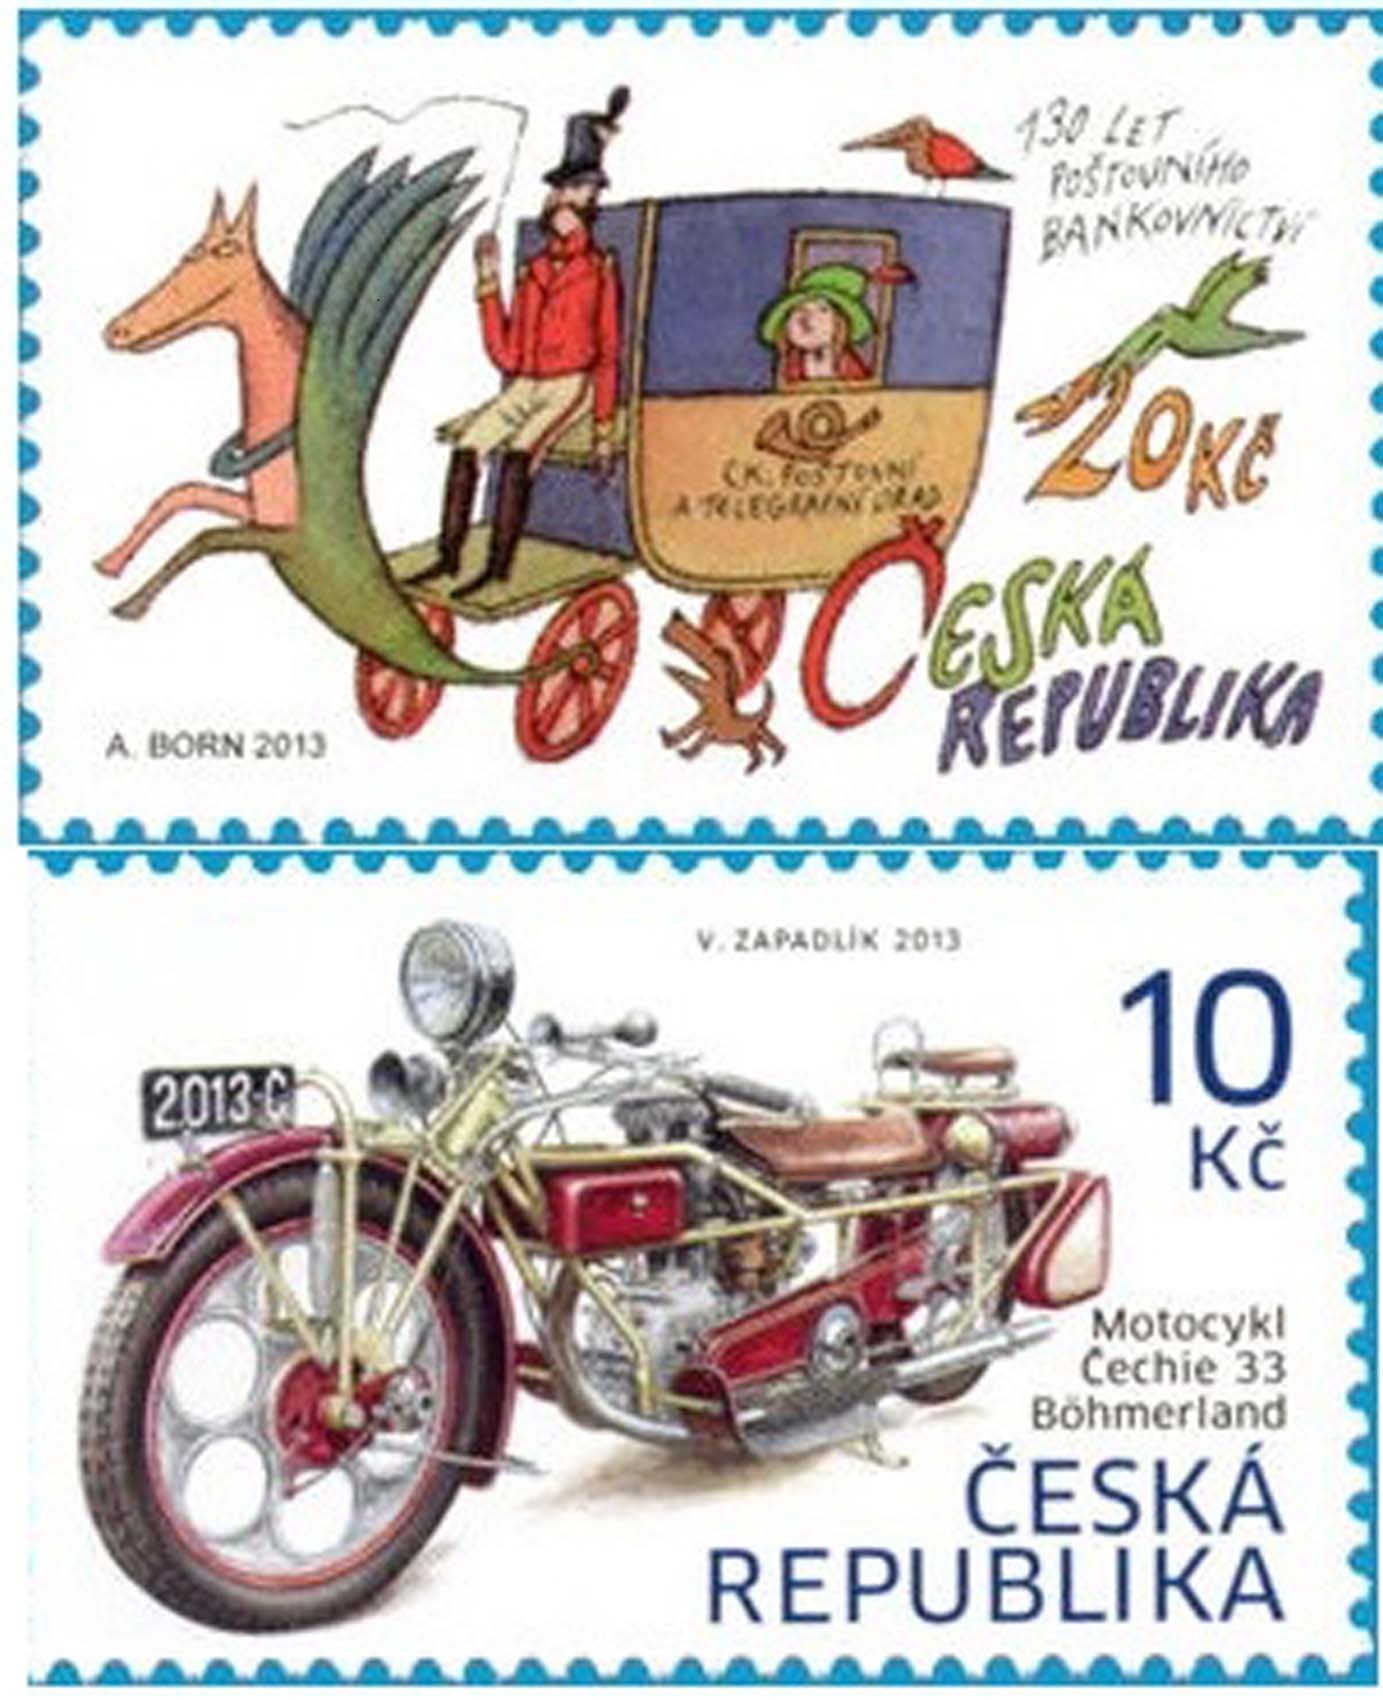 130 LET
POŠTOVNÍHO
BANKOVNICTVÍ
20 KČ
C.K. POŠTOVNÍ
A TELEGRAFNÍ ÚŘAD
ČESKÁ
REPUBLIKA
A. BORN 2013
V. ZAPADLÍK 2013
10
Kč
2013-C
Motocykl
Čechie 33
Böhmerland
ČESKÁ
REPUBLIKA